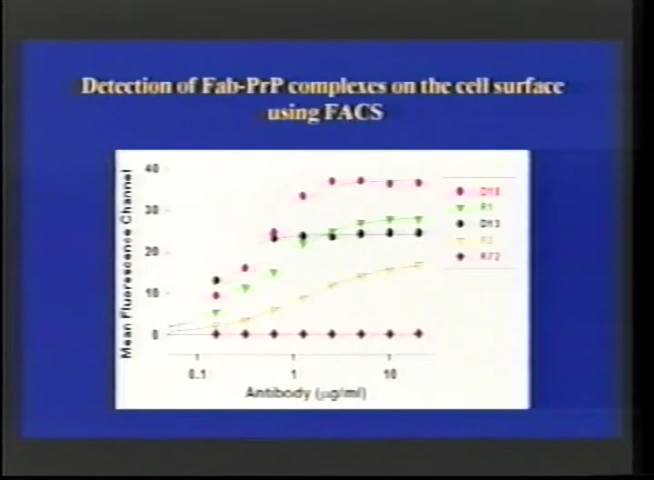 Detection of Fab-PrP complexes on the cell surface
using FACS
Mean Fluorescence Channel
40
30
20
10
0
0.1
1
10
Antibody (µg/ml)
D18
R1
D13
R2
R72